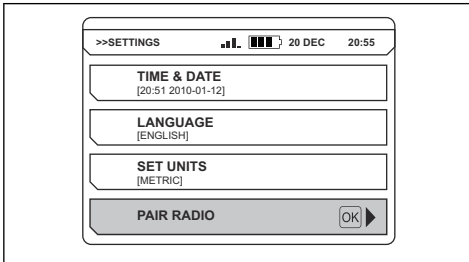 >>SETTINGS 20 DEC 20:55
TIME & DATE
[20:51 2010-01-12]
LANGUAGE
[ENGLISH]
SET UNITS
[METRIC]
PAIR RADIO OK